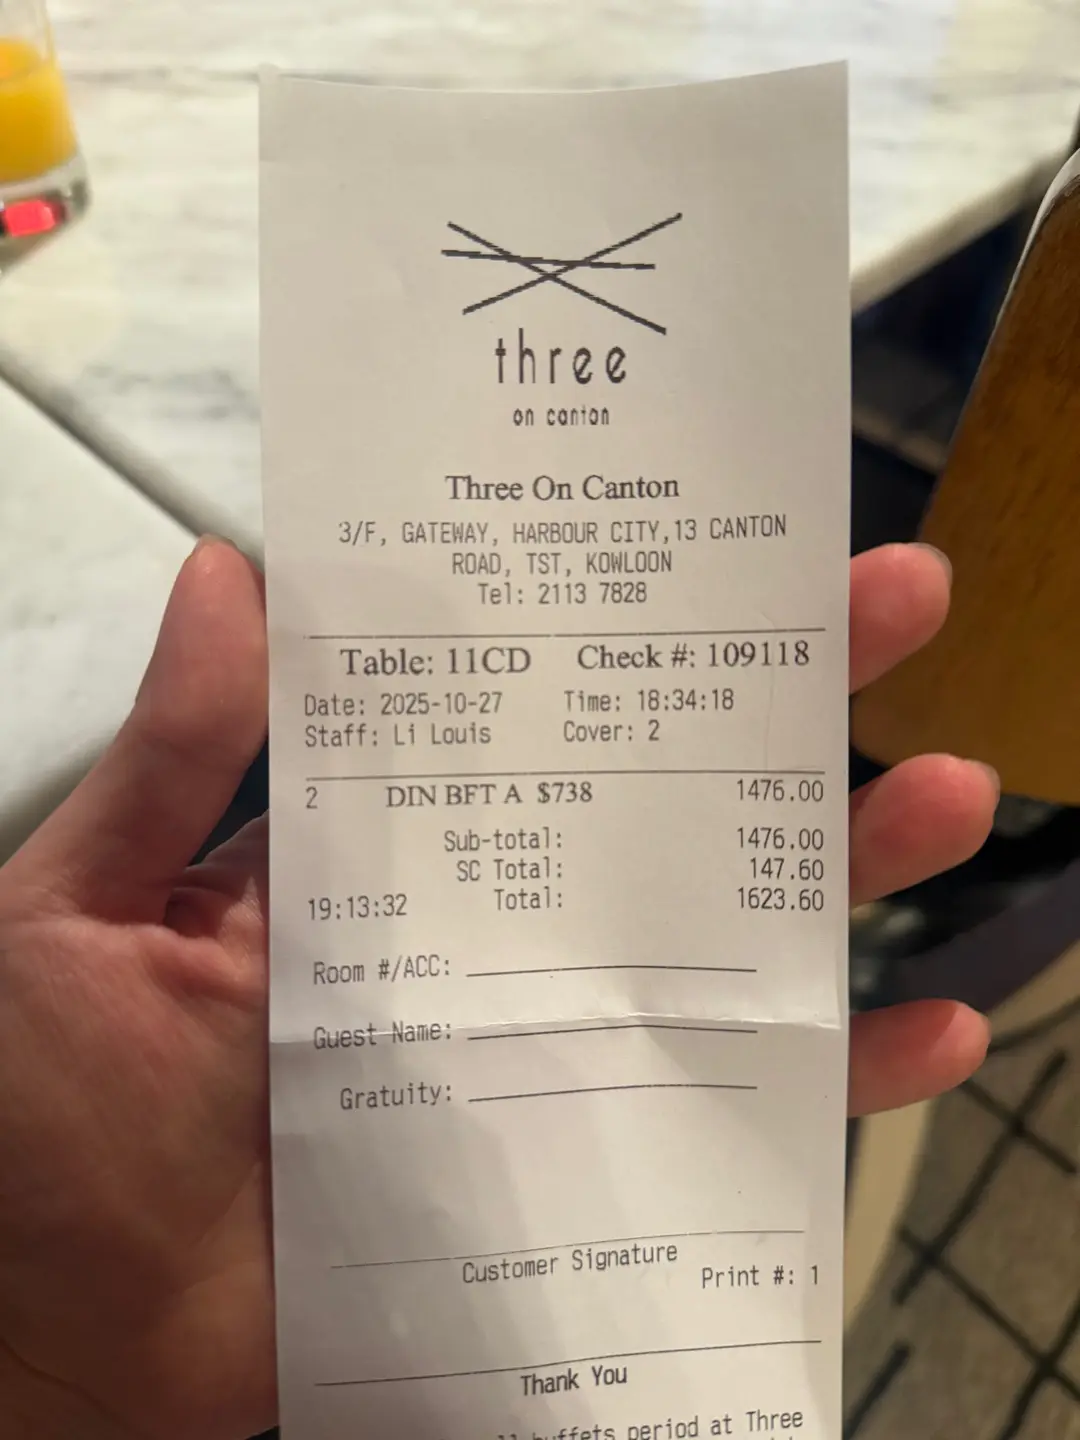 three
on canton
Three On Canton
3/F, GATEWAY, HARBOUR CITY,13 CANTON
ROAD, TST, KOWLOON
Tel: 2113 7828
Table: 11CD Check #: 109118
Date: 2025-10-27 Time: 18:34:18
Staff: Li Louis Cover: 2
2 DIN BFT A $738 1476.00
Sub-total: 1476.00
SC Total: 147.60
19:13:32 Total: 1623.60
Room #/ACC:
Guest Name:
Gratuity:
Customer Signature
Print #: 1
Thank You
buffets period at Three